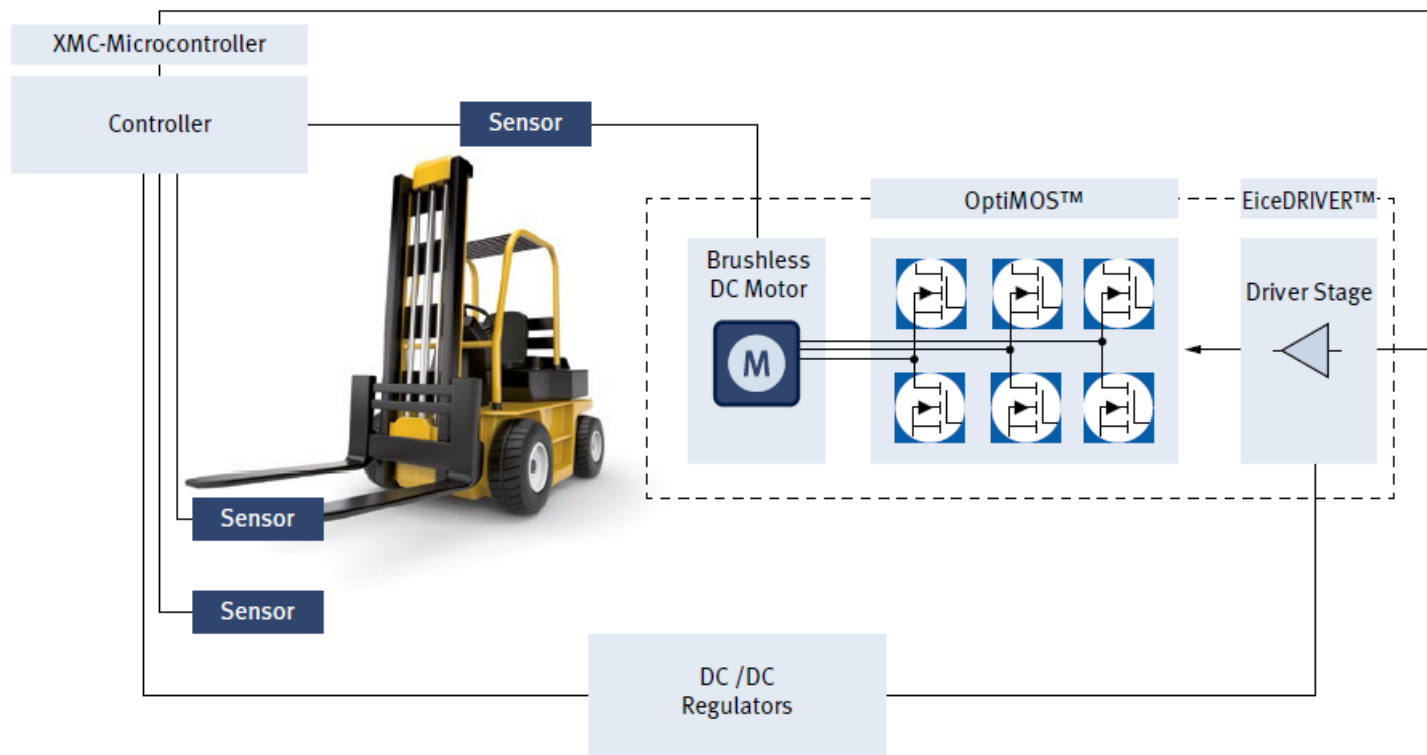 XMC-Microcontroller
Controller
Sensor
OptiMOS™
EiceDRIVER™
Brushless
DC Motor
Driver Stage
M
Sensor
Sensor
DC /DC
Regulators